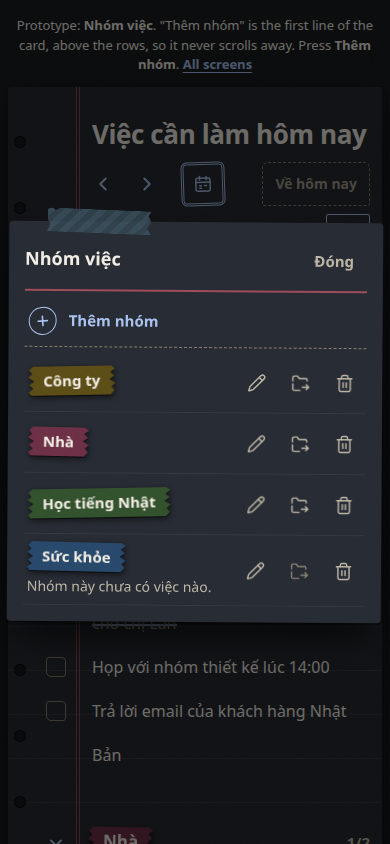 Prototype: Nhóm việc. "Thêm nhóm" is the first line of the
card, above the rows, so it never scrolls away. Press Thêm
nhóm. All screens
Việc cần làm hôm nay
Về hôm nay
Nhóm việc
Đóng
Thêm nhóm
Công ty
Nhà
Học tiếng Nhật
Sức khỏe
Nhóm này chưa có việc nào.
cho chị Lan
Họp với nhóm thiết kế lúc 14:00
Trả lời email của khách hàng Nhật
Bản
Nhà